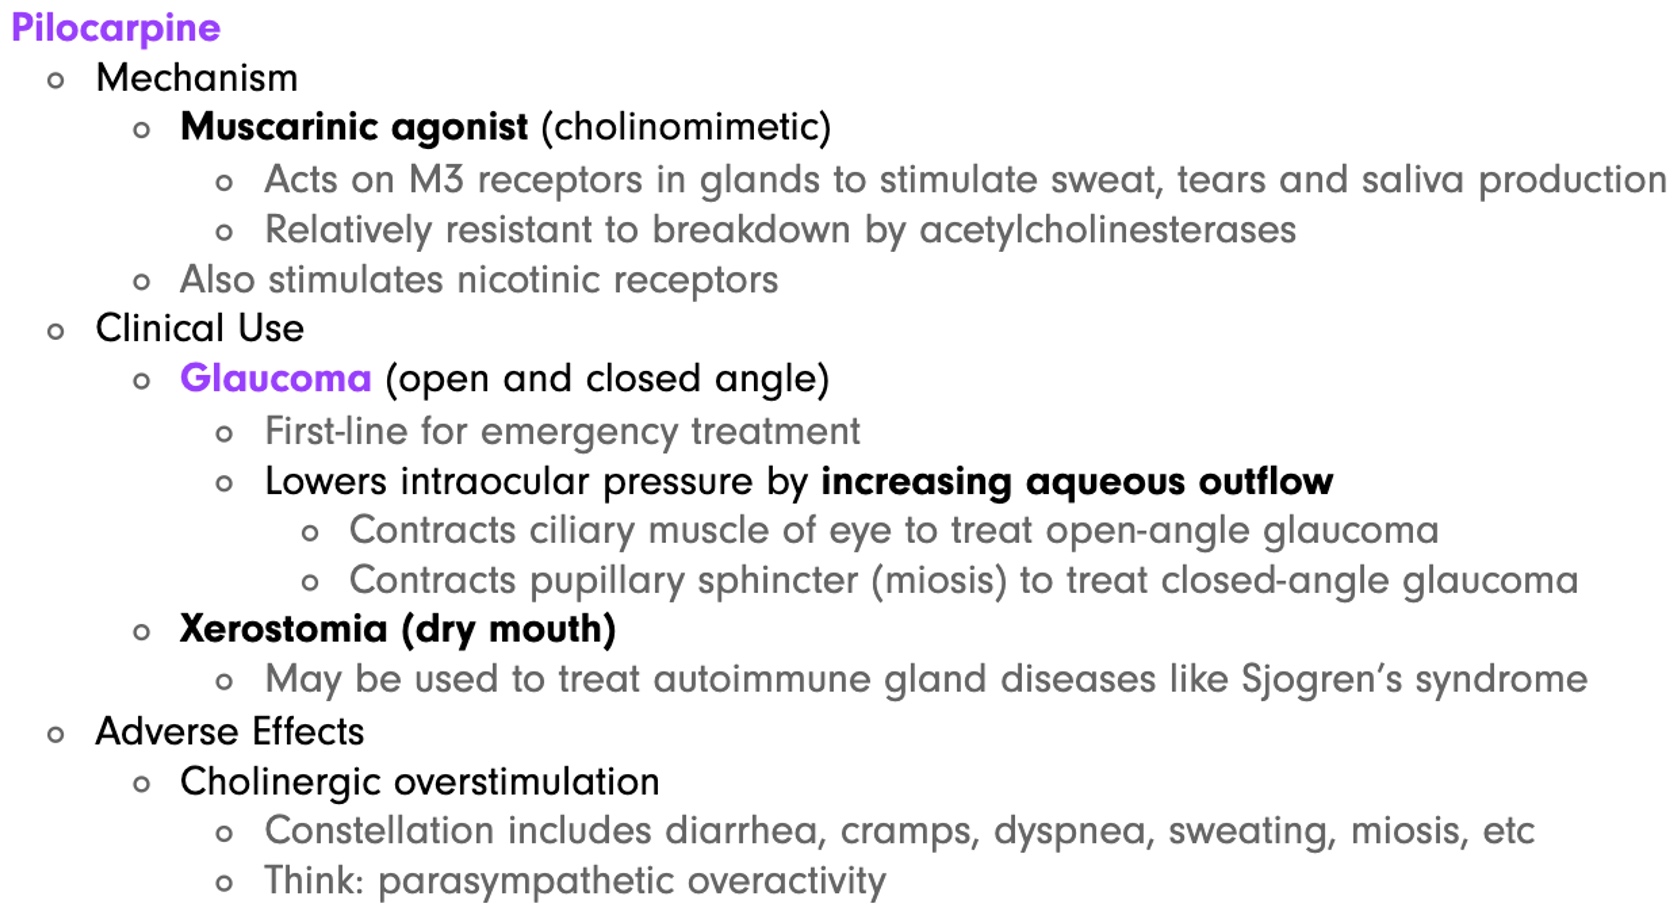 Pilocarpine
Mechanism
Muscarinic agonist (cholinomimetic)
Acts on M3 receptors in glands to stimulate sweat, tears and saliva production
Relatively resistant to breakdown by acetylcholinesterases
Also stimulates nicotinic receptors
Clinical Use
Glaucoma (open and closed angle)
First-line for emergency treatment
Lowers intraocular pressure by increasing aqueous outflow
Contracts ciliary muscle of eye to treat open-angle glaucoma
Contracts pupillary sphincter (miosis) to treat closed-angle glaucoma
Xerostomia (dry mouth)
May be used to treat autoimmune gland diseases like Sjogren’s syndrome
Adverse Effects
Cholinergic overstimulation
Constellation includes diarrhea, cramps, dyspnea, sweating, miosis, etc
Think: parasympathetic overactivity